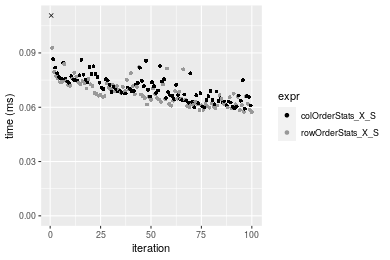 0.09
0.06
0.03
0.00
time (ms)
0
25
50
75
100
iteration
expr
colOrderStats_X_S
rowOrderStats_X_S